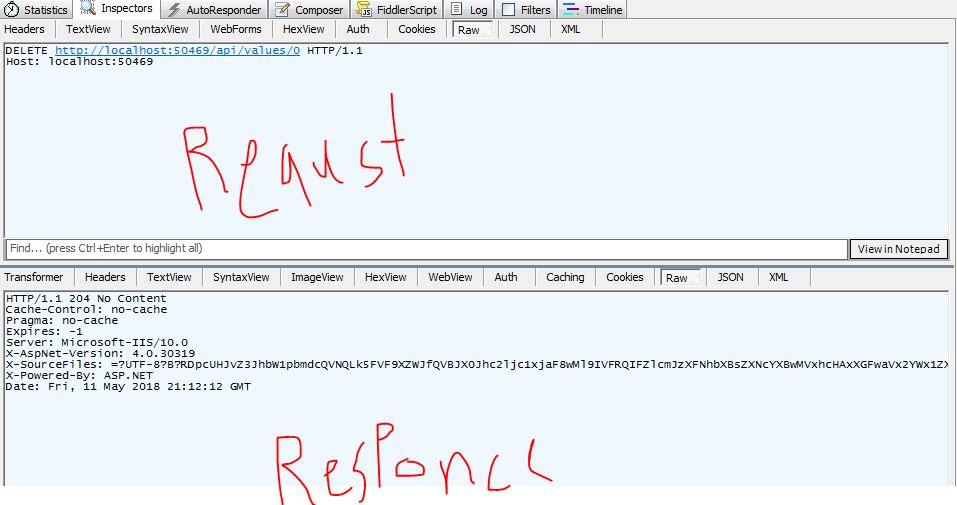 Statistics Inspectors AutoResponder Composer FiddlerScript Log Filters Timeline
Headers TextView SyntaxView WebForms HexView Auth Cookies Raw JSON XML
DELETE http://localhost:50469/api/values/0 HTTP/1.1
Host: localhost:50469
Requst
Find... (press Ctrl+Enter to highlight all) View in Notepad
Transformer Headers TextView SyntaxView ImageView HexView WebView Auth Caching Cookies Raw JSON XML
HTTP/1.1 204 No Content
Cache-Control: no-cache
Pragma: no-cache
Expires: -1
Server: Microsoft-IIS/10.0
X-AspNet-Version: 4.0.30319
X-SourceFiles:
X-Powered-By: ASP.NET
Date: Fri, 11 May 2018 21:12:12 GMT
Responce